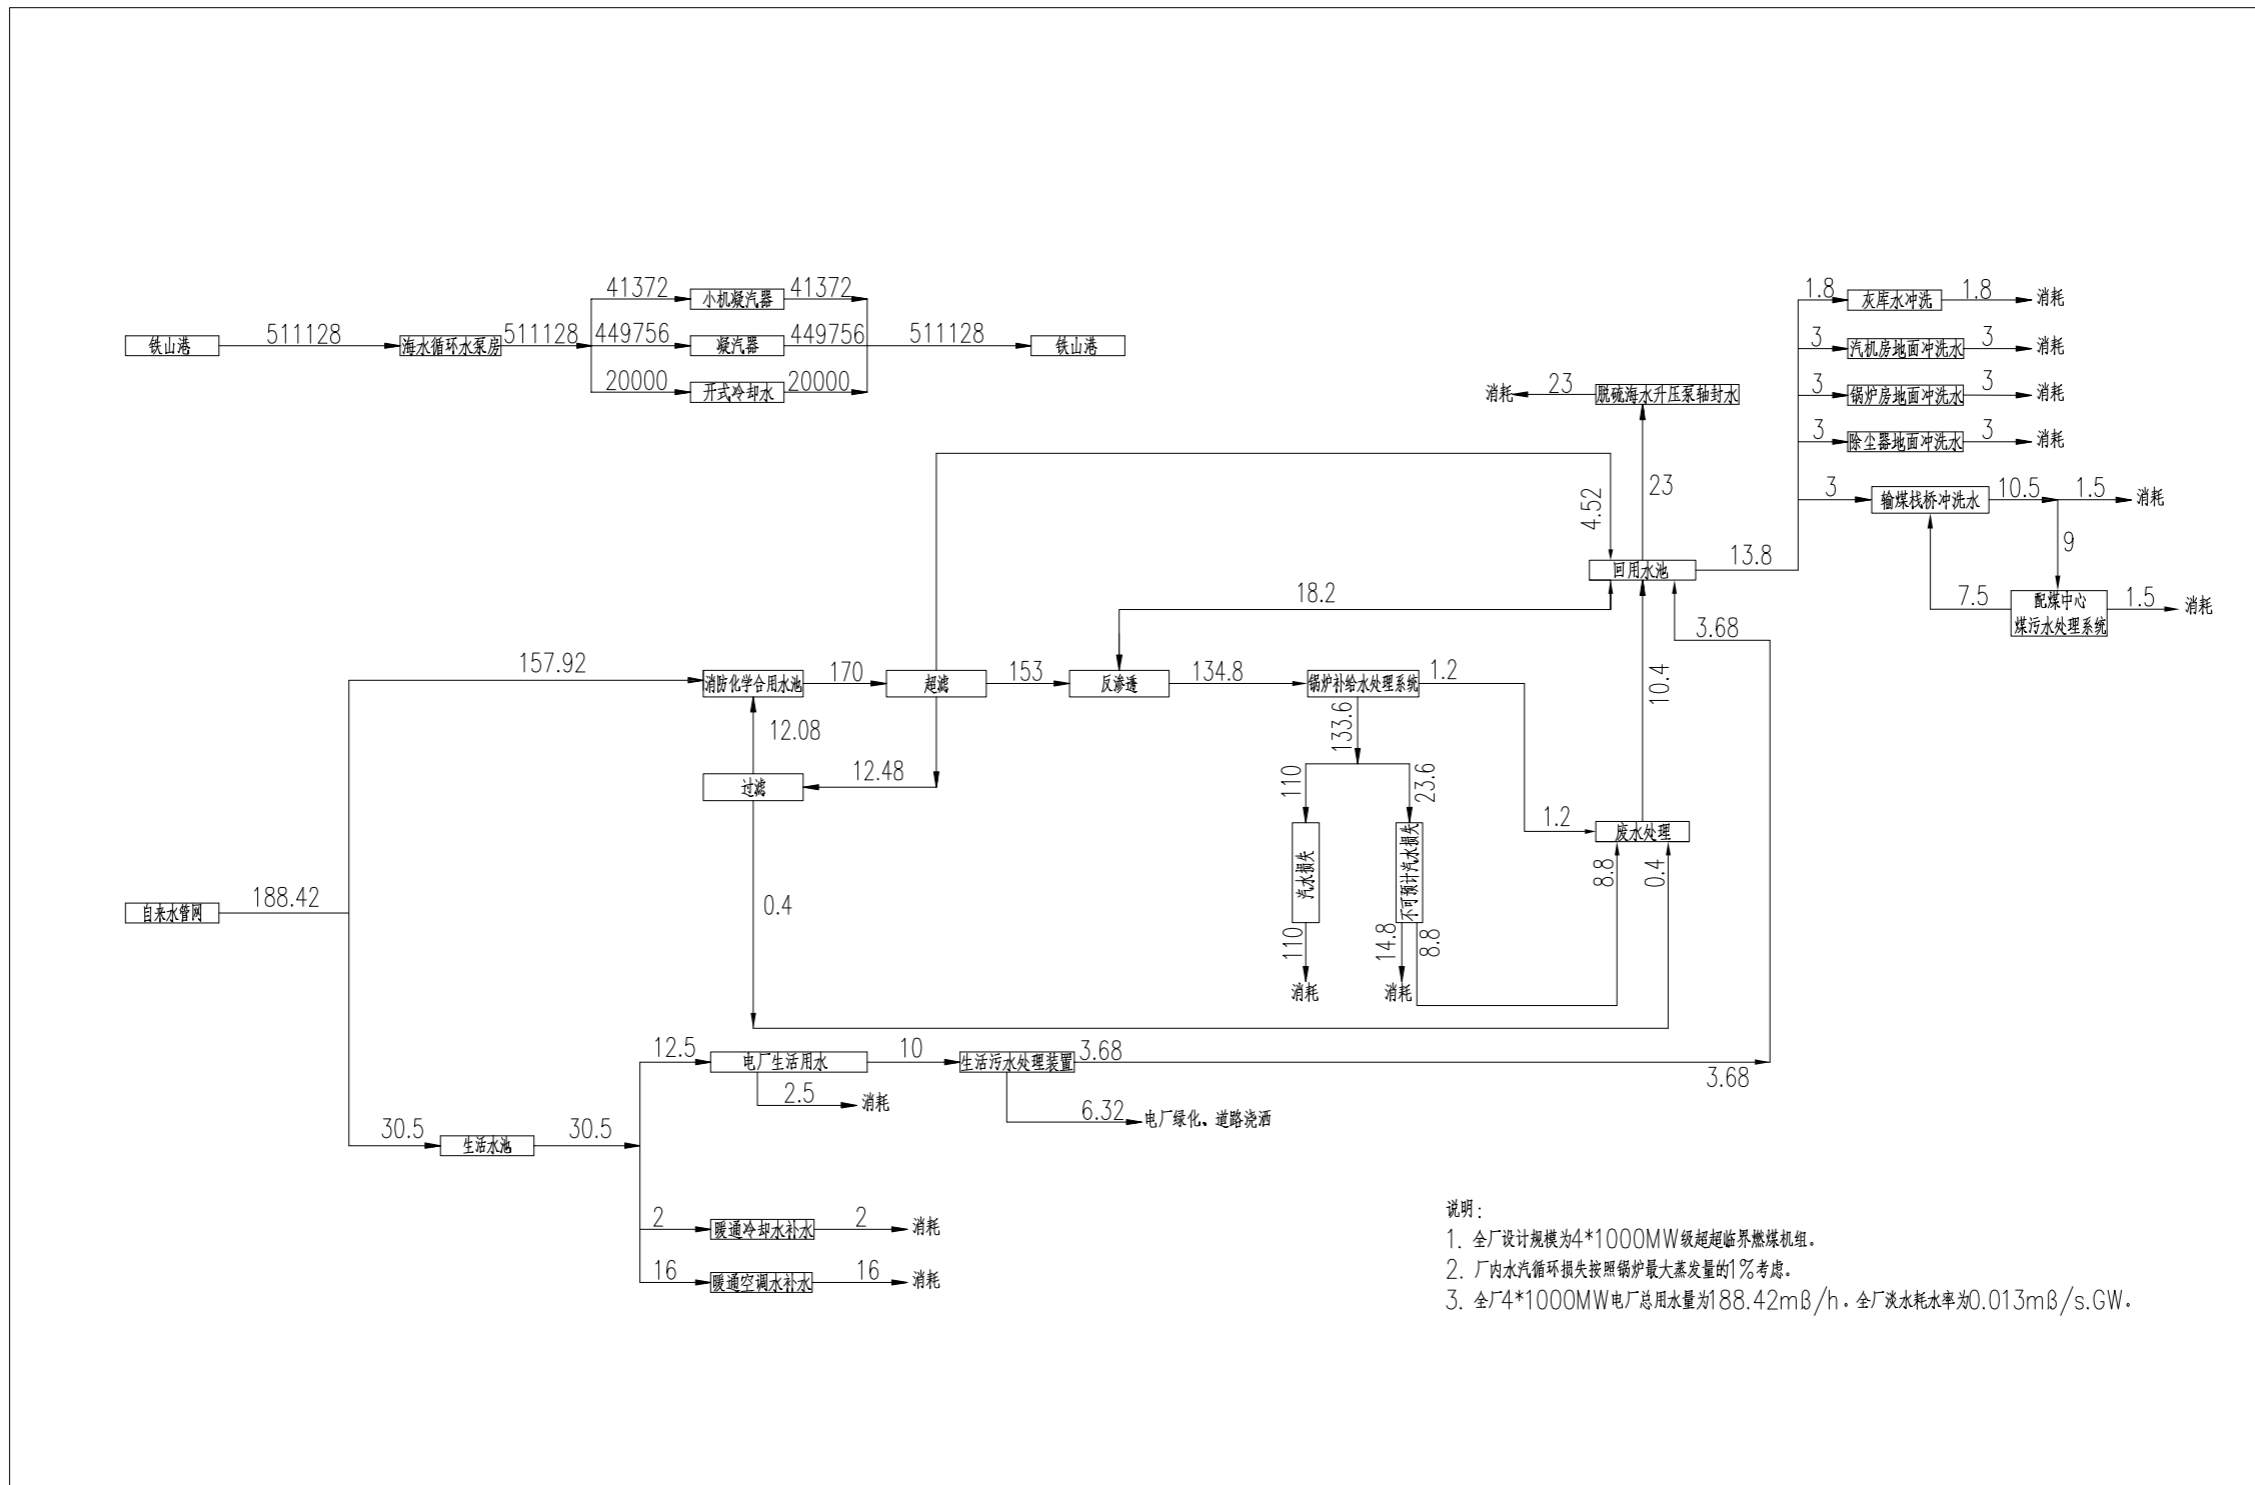 41372
小机凝汽器
41372
铁山港
511128
海水循环水泵房
511128
449756
凝汽器
449756
511128
铁山港
20000
开式冷却水
20000
1.8
灰库水冲洗
1.8
消耗
3
汽机房地面冲洗水
3
消耗
消耗
23
脱硫海水升压泵轴封水
3
锅炉房地面冲洗水
3
消耗
3
除尘器地面冲洗水
3
消耗
4.52
23
3
输煤栈桥冲洗水
10.5
1.5
消耗
9
回用水池
13.8
18.2
7.5
配煤中心
煤污水处理系统
1.5
消耗
3.68
157.92
消防化学合用水池
170
超滤
153
反渗透
134.8
锅炉补给水处理系统
1.2
10.4
12.08
133.6
过滤
12.48
110
23.6
1.2
废水处理
汽水损失
不可预计汽水损失
8.8
0.4
自来水管网
188.42
0.4
110
14.8
8.8
消耗
消耗
12.5
电厂生活用水
10
生活污水处理装置
3.68
3.68
2.5
消耗
6.32
电厂绿化、道路浇洒
30.5
生活水池
30.5
2
暖通冷却水补水
2
消耗
16
暖通空调水补水
16
消耗
说明：
1. 全厂设计规模为4*1000MW级超超临界燃煤机组。
2. 厂内水汽循环损失按照锅炉最大蒸发量的1%考虑。
3. 全厂4*1000MW电厂总用水量为188.42mß/h。全厂淡水耗水率为0.013mß/s.GW。